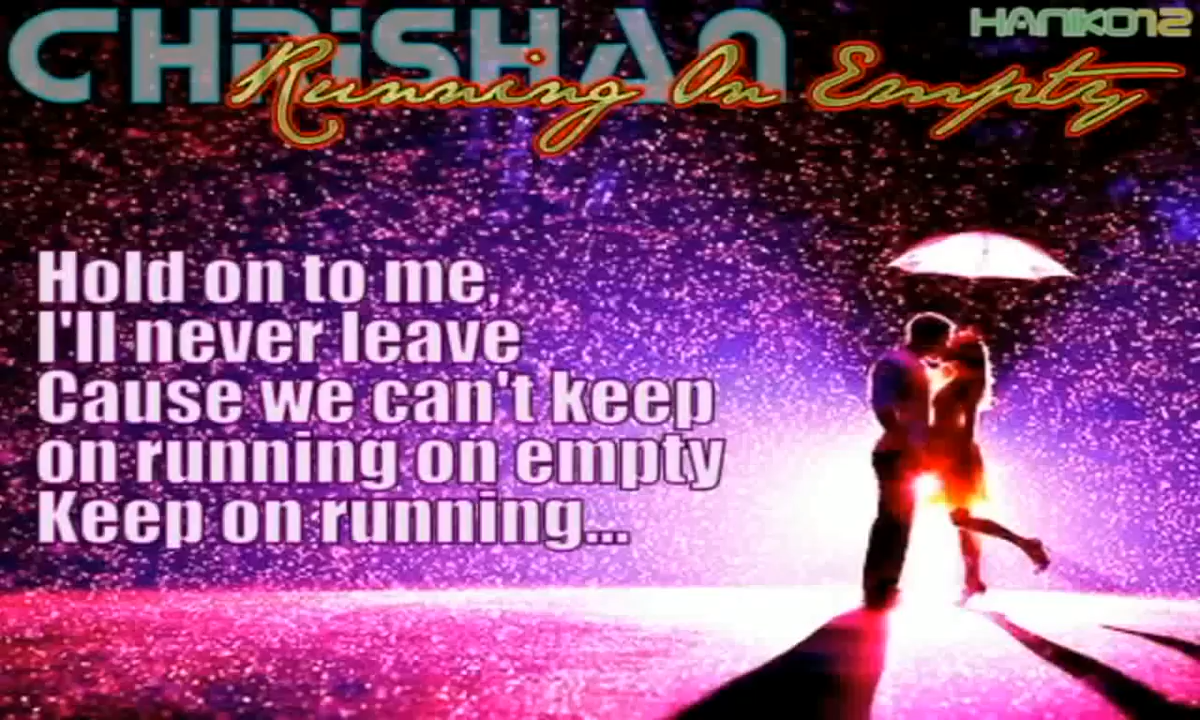 CHRiSHAN
Running On Empty
HANIKO12
Hold on to me,
I'll never leave
Cause we can't keep
on running on empty
Keep on running...